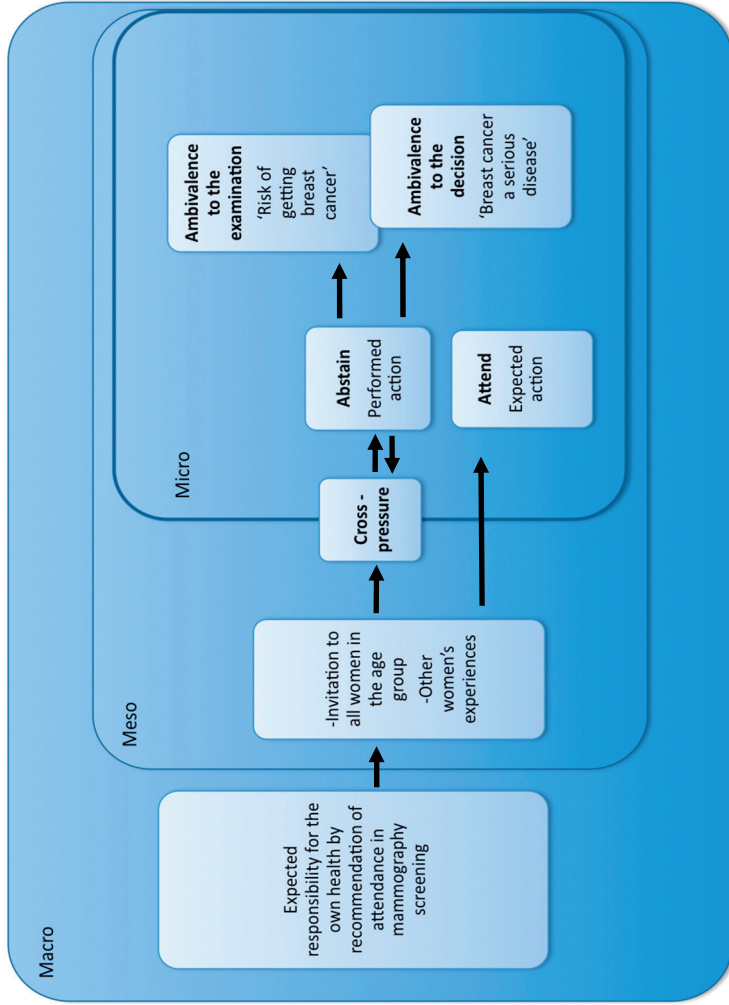 Macro
Expected
responsibility for the
own health by
recommendation of
attendance in
mammography
screening
Meso
-Invitation to
all women in
the age
group
-Other
women's
experiences
Cross -
pressure
Micro
Abstain
Performed
action
Attend
Expected
action
Ambivalence
to the
examination
‘Risk of
getting
breast
cancer’
Ambivalence
to the
decision
‘Breast cancer
a serious
disease’